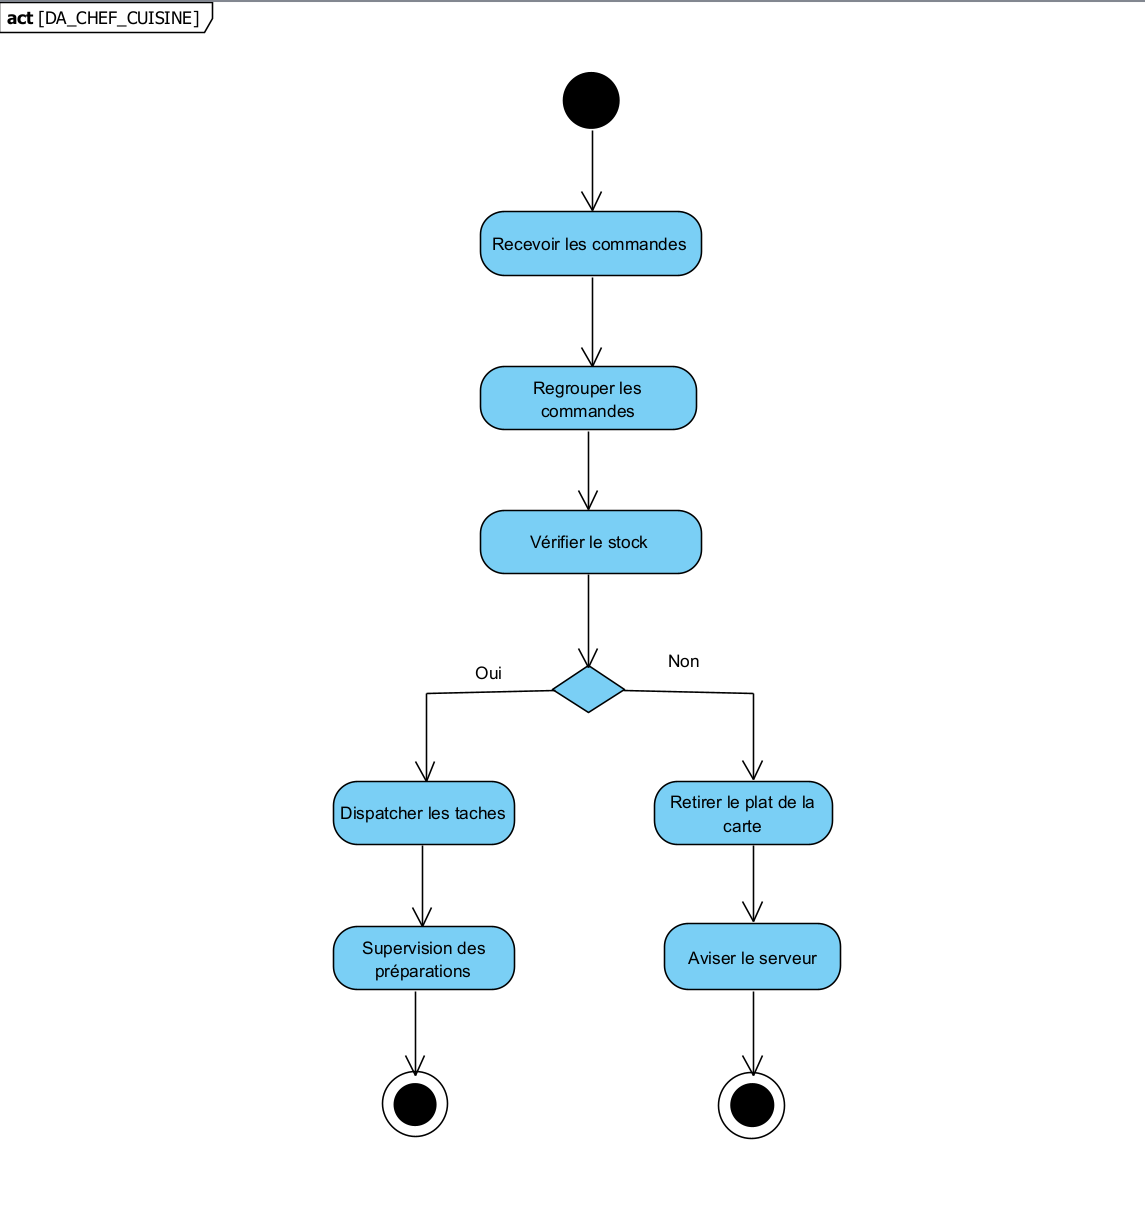 act [DA_CHEF_CUISINE]
Recevoir les commandes
Regrouper les
commandes
Vérifier le stock
Oui
Non
Dispatcher les taches
Retirer le plat de la
carte
Supervision des
préparations
Aviser le serveur